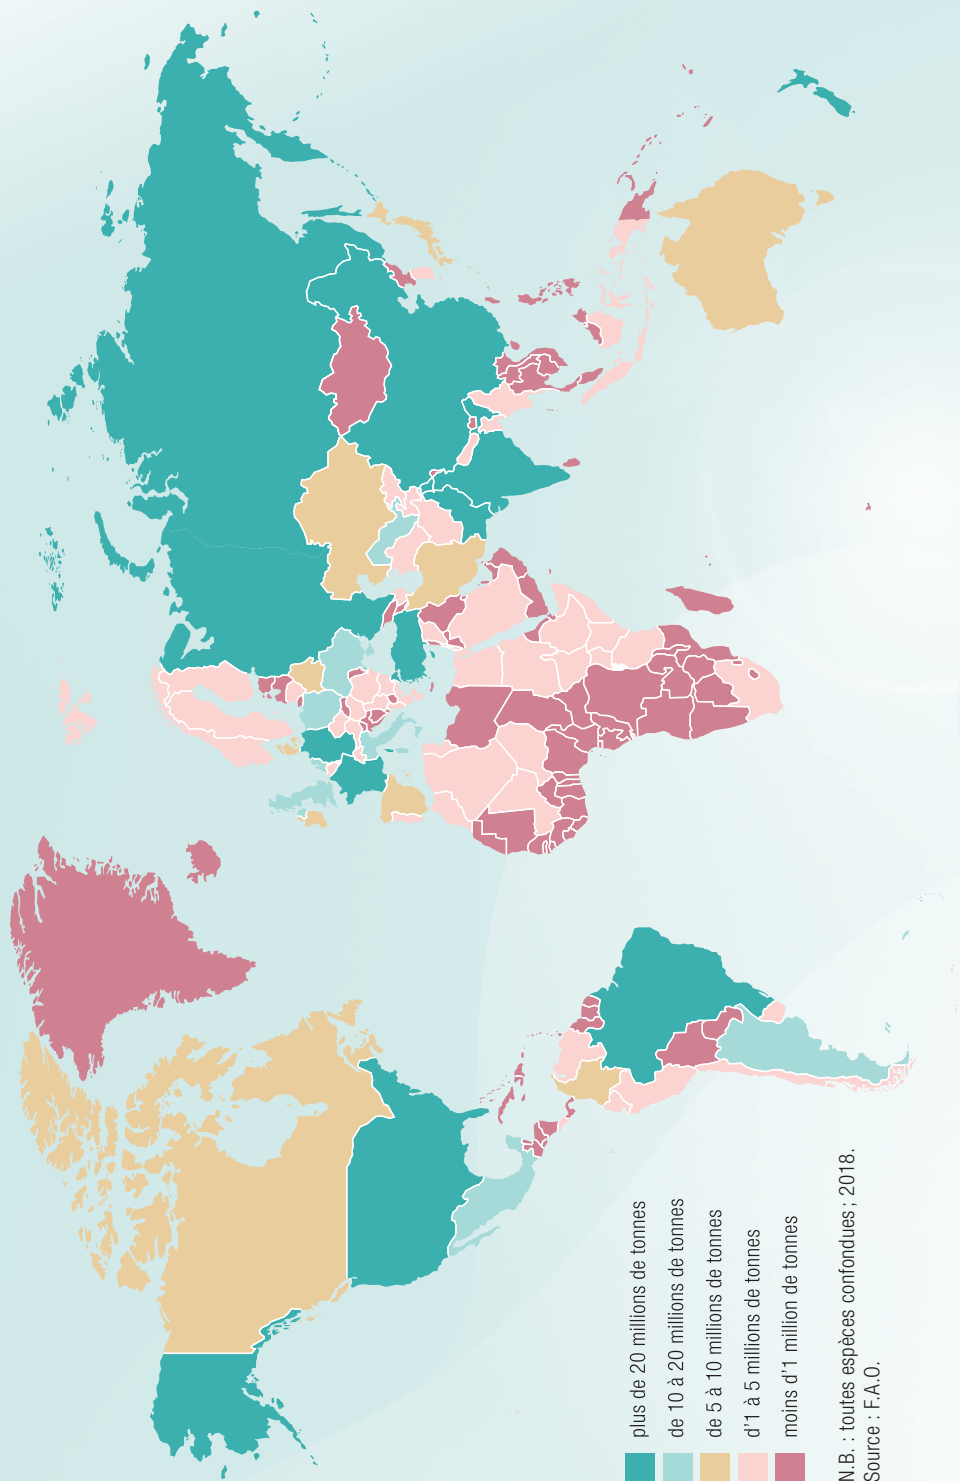 plus de 20 millions de tonnes
de 10 à 20 millions de tonnes
de 5 à 10 millions de tonnes
d'1 à 5 millions de tonnes
moins d'1 million de tonnes
N.B. : toutes espèces confondues ; 2018.
Source : F.A.O.